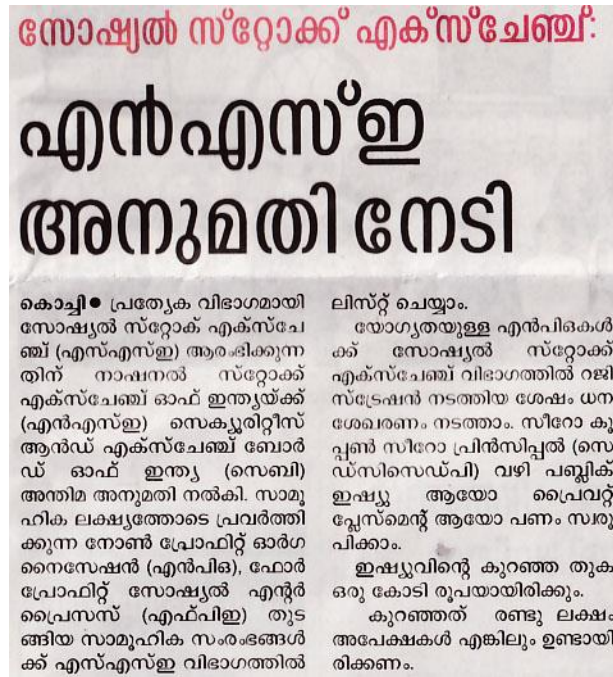 സോഷ്യൽ സ്റ്റോക്ക് എക്സ്ചേഞ്ച്:
എൻഎസ്ഇ
അനുമതി നേടി
കൊച്ചി● പ്രത്യേക വിഭാഗമായി
സോഷ്യൽ സ്റ്റോക് എക്സ്ചേ
ഞ്ച് (എസ്എസ്ഇ) ആരംഭിക്കുന്ന
തിന് നാഷനൽ സ്റ്റോക്ക്
എക്സ്ചേഞ്ച് ഓഫ് ഇന്ത്യയ്ക്ക്
(എൻഎസ്ഇ) സെക്യൂരിറ്റീസ്
ആൻഡ് എക്സ്ചേഞ്ച് ബോർ
ഡ് ഓഫ് ഇന്ത്യ (സെബി)
അന്തിമ അനുമതി നൽകി. സാമൂ
ഹിക ലക്ഷ്യത്തോടെ പ്രവർത്തി
ക്കുന്ന നോൺ പ്രോഫിറ്റ് ഓർഗ
നൈസേഷൻ (എൻപിഒ), ഫോർ
പ്രോഫിറ്റ് സോഷ്യൽ എന്റർ
പ്രൈസസ് (എഫ്പിഇ) തുട
ങ്ങിയ സാമൂഹിക സംരംഭങ്ങൾ
ക്ക് എസ്എസ്ഇ വിഭാഗത്തിൽ
ലിസ്റ്റ് ചെയ്യാം.
യോഗ്യതയുള്ള എൻപിഒകൾ
ക്ക് സോഷ്യൽ സ്റ്റോക്ക്
എക്സ്ചേഞ്ച് വിഭാഗത്തിൽ റജി
സ്ട്രേഷൻ നടത്തിയ ശേഷം ധന
ശേഖരണം നടത്താം. സീറോ കൂ
പ്പൺ സീറോ പ്രിൻസിപ്പൽ (സെ
ഡ്സിസെഡ്പി) വഴി പബ്ലിക്
ഇഷ്യു ആയോ പ്രൈവറ്റ്
പ്ലേസ്മെന്റ് ആയോ പണം സ്വരൂ
പിക്കാം.
ഇഷ്യുവിന്റെ കുറഞ്ഞ തുക
ഒരു കോടി രൂപയായിരിക്കും.
കുറഞ്ഞത് രണ്ടു ലക്ഷം
അപേക്ഷകൾ എങ്കിലും ഉണ്ടായി
രിക്കണം.